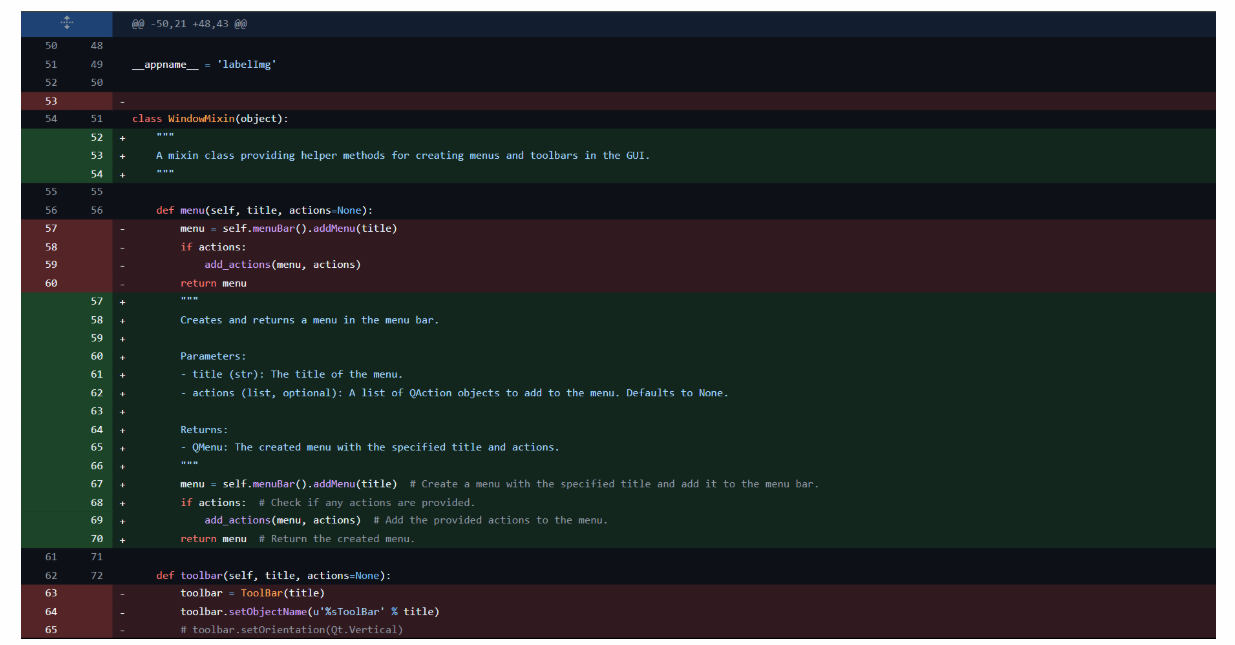 @@ -50,21 +48,43 @@
50 48
51 49 __appname__ = 'labelImg'
52 50
53 -
54 51 class WindowMixin(object):
52 + """
53 + A mixin class providing helper methods for creating menus and toolbars in the GUI.
54 + """
55 55
56 56 def menu(self, title, actions=None):
57 - menu = self.menuBar().addMenu(title)
58 - if actions:
59 - add_actions(menu, actions)
60 - return menu
57 + """
58 + Creates and returns a menu in the menu bar.
59 +
60 + Parameters:
61 + - title (str): The title of the menu.
62 + - actions (list, optional): A list of QAction objects to add to the menu. Defaults to None.
63 +
64 + Returns:
65 + - QMenu: The created menu with the specified title and actions.
66 + """
67 + menu = self.menuBar().addMenu(title) # Create a menu with the specified title and add it to the menu bar.
68 + if actions: # Check if any actions are provided.
69 + add_actions(menu, actions) # Add the provided actions to the menu.
70 + return menu # Return the created menu.
61 71
62 72 def toolbar(self, title, actions=None):
63 - toolbar = ToolBar(title)
64 - toolbar.setObjectName(u'%sToolBar' % title)
65 - # toolbar.setOrientation(Qt.Vertical)